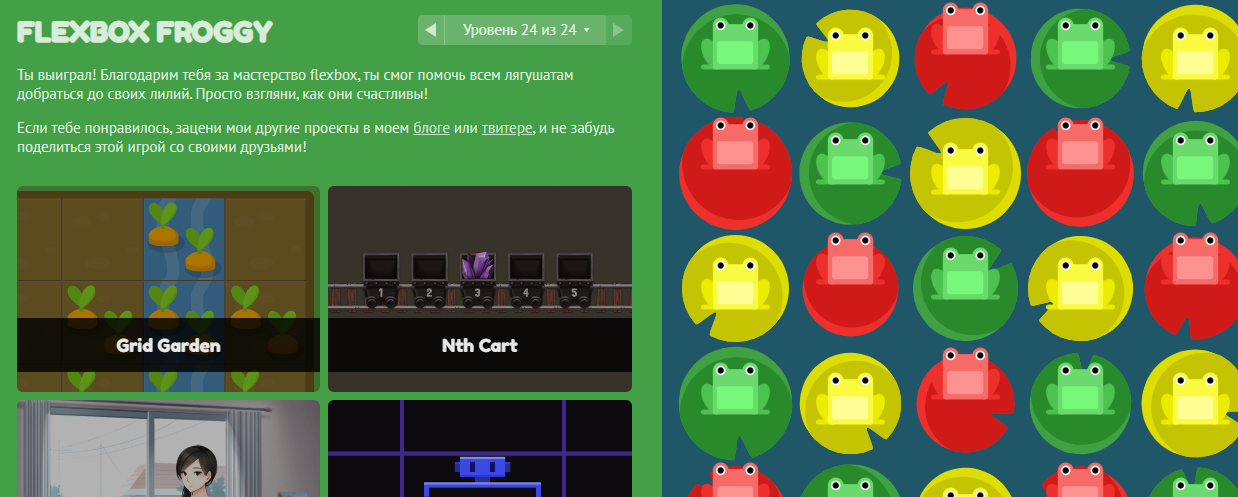 FLEXBOX FROGGY
Уровень 24 из 24
Ты выиграл! Благодарим тебя за мастерство flexbox, ты смог помочь всем лягушатам
добраться до своих лилий. Просто взгляни, как они счастливы!
Если тебе понравилось, зацени мои другие проекты в моем блоге или твитере, и не забудь
поделиться этой игрой со своими друзьями!
1 2 3 4 5
Grid Garden
Nth Cart